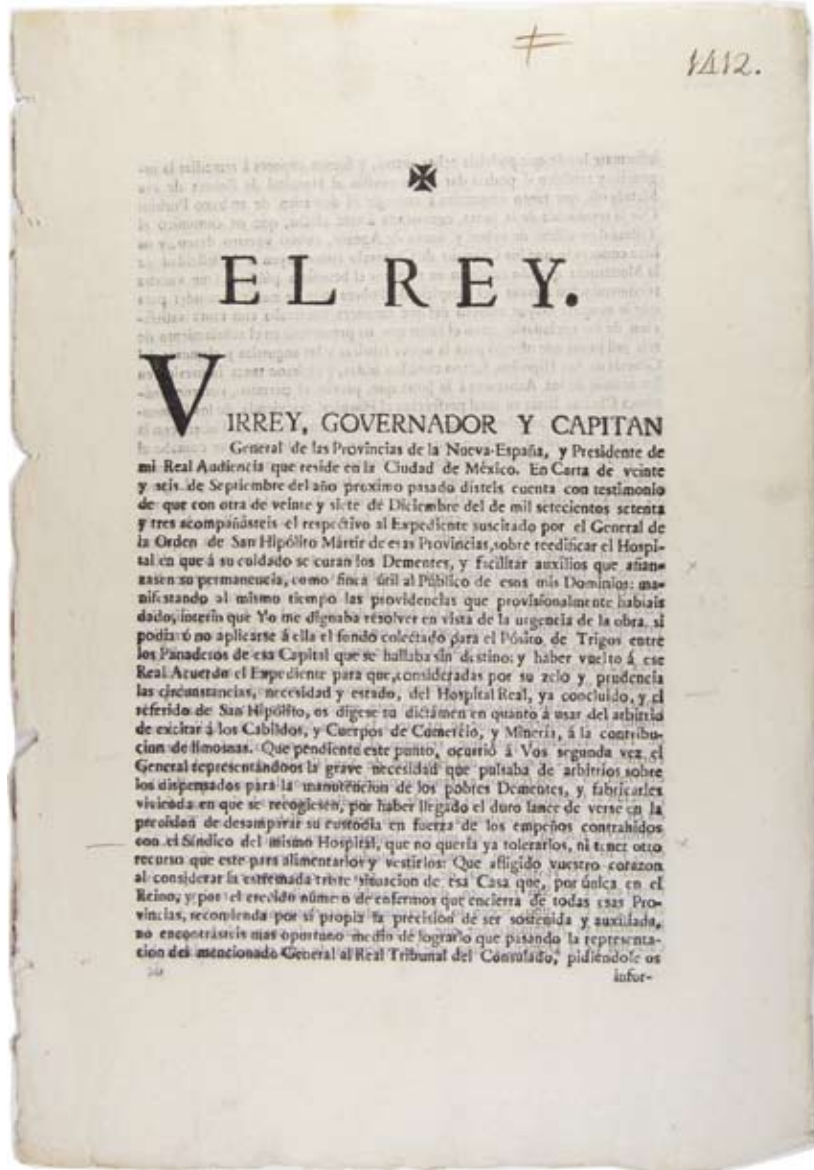 1412.
EL REY.
VIRREY, GOVERNADOR Y CAPITAN
General de las Provincias de la Nueva-España, y Presidente de
mi Real Audiencia que reside en la Ciudad de México. En Carta de veinte
y seis de Septiembre del año proximo pasado disteis cuenta con testimonio
de que con otra de veinte y siete de Diciembre del de mil setecientos setenta
y tres acompañásteis el respectivo al Expediente suscitado por el General de
la Orden de San Hipólito Mártir de esas Provincias, sobre reedificar el Hospi-
tal en que á su cuidado se curan los Dementes, y facilitar auxilios que afian-
zasen su permanencia, como finca útil al Público de esos mis Dominios: ma-
nifestando al mismo tiempo las providencias que provisionalmente habiais
dado, interin que Yo me dignaba resolver en vista de la urgencia de la obra, si
podia ó no aplicarse á ella el fondo colectado para el Pósito de Trigos entre
los Panaderos de esa Capital que se hallaba sin destino: y haber vuelto á ese
Real Acuerdo el Expediente para que, consideradas por su zelo y prudencia
las circunstancias, necesidad y estado, del Hospital Real, ya concluido, y el
referido de San Hipólito, os digese su dictámen en quanto á usar del arbitrio
de excitar á los Cabildos, y Cuerpos de Comercio, y Mineria, á la contribu-
cion de limosnas. Que pendiente este punto, ocurrió á Vos segunda vez el
General representándoos la grave necesidad que pulsaba de arbitrios sobre
los dispensados para la manutencion de los pobres Dementes, y fabricarles
vivienda en que se recogiesen, por haber llegado el duro lance de verse en la
precision de desamparar su custodia en fuerza de los empeños contrahidos
con el Síndico del mismo Hospital, que no queria ya tolerarlos, ni tener otro
recurso que este para alimentarlos y vestirlos: Que afligido vuestro corazon
al considerar la estremada triste situacion de esa Casa que, por única en el
Reino, y por el crecido número de enfermos que encierra de todas esas Pro-
vincias, recomienda por sí propia la precision de ser sostenida y auxiliada,
no encontrásteis mas oportuno medio de lograrlo que pasando la representa-
cion del mencionado General al Real Tribunal del Consulado, pidiéndole os
infor-